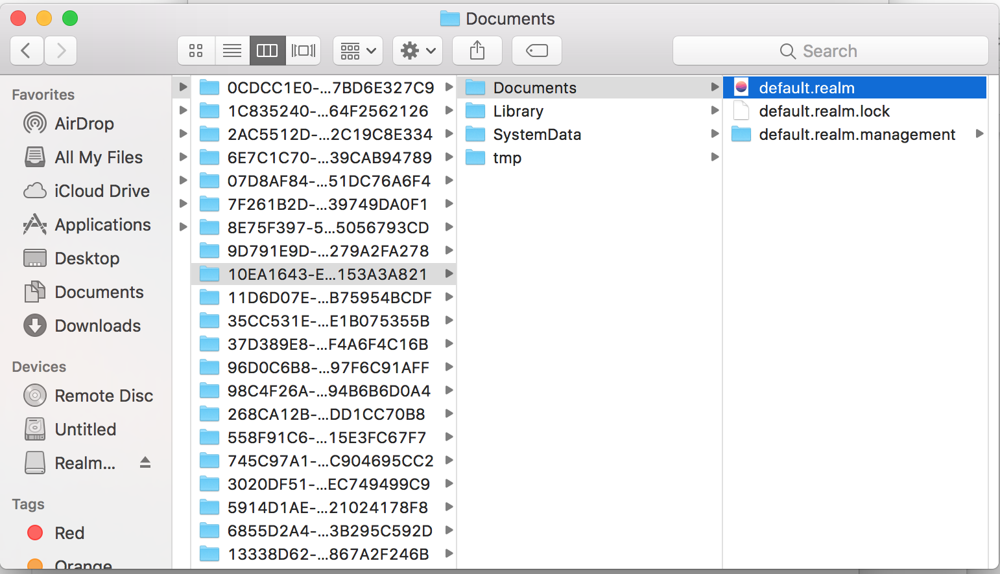 Documents
Search
Favorites
AirDrop
All My Files
iCloud Drive
Applications
Desktop
Documents
Downloads
Devices
Remote Disc
Untitled
Realm...
Tags
Red
Orange
0CDCC1E0-...7BD6E327C9
1C835240-...64F2562126
2AC5512D-...2C19C8E334
6E7C1C70-...39CAB94789
07D8AF84-...51DC76A6F4
7F261B2D-...39749DA0F1
8E75F397-5...5056793CD
9D791E9D-...279A2FA278
10EA1643-E...153A3A821
11D6D07E-...B75954BCDF
35CC531E-...E1B075355B
37D389E8-...F4A6F4C16B
96D0C6B8-...97F6C91AFF
98C4F26A-...94B6B6D0A4
268CA12B-...DD1CC70B8
558F91C6-...15E3FC67F7
745C97A1-...C904695CC2
3020DF51-...EC749499C9
5914D1AE-...21024178F8
6855D2A4-...3B295C592D
13338D62-...867A2F246B
Documents
Library
SystemData
tmp
default.realm
default.realm.lock
default.realm.management